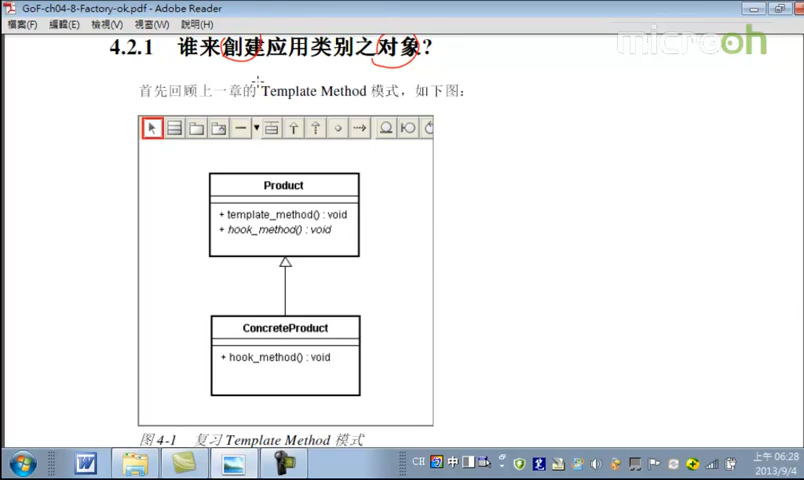 GoF-ch04-8-Factory-ok.pdf - Adobe Reader
檔案(F) 編輯(E) 檢視(V) 視窗(W) 說明(H)
microoh
4.2.1 谁来創建应用类别之对象?
首先回顾上一章的 Template Method 模式，如下图：
Product
+ template_method() : void
+ hook_method() : void
ConcreteProduct
+ hook_method() : void
图 4-1 复习 Template Method 模式
CH 中
上午 06:28
2013/9/4